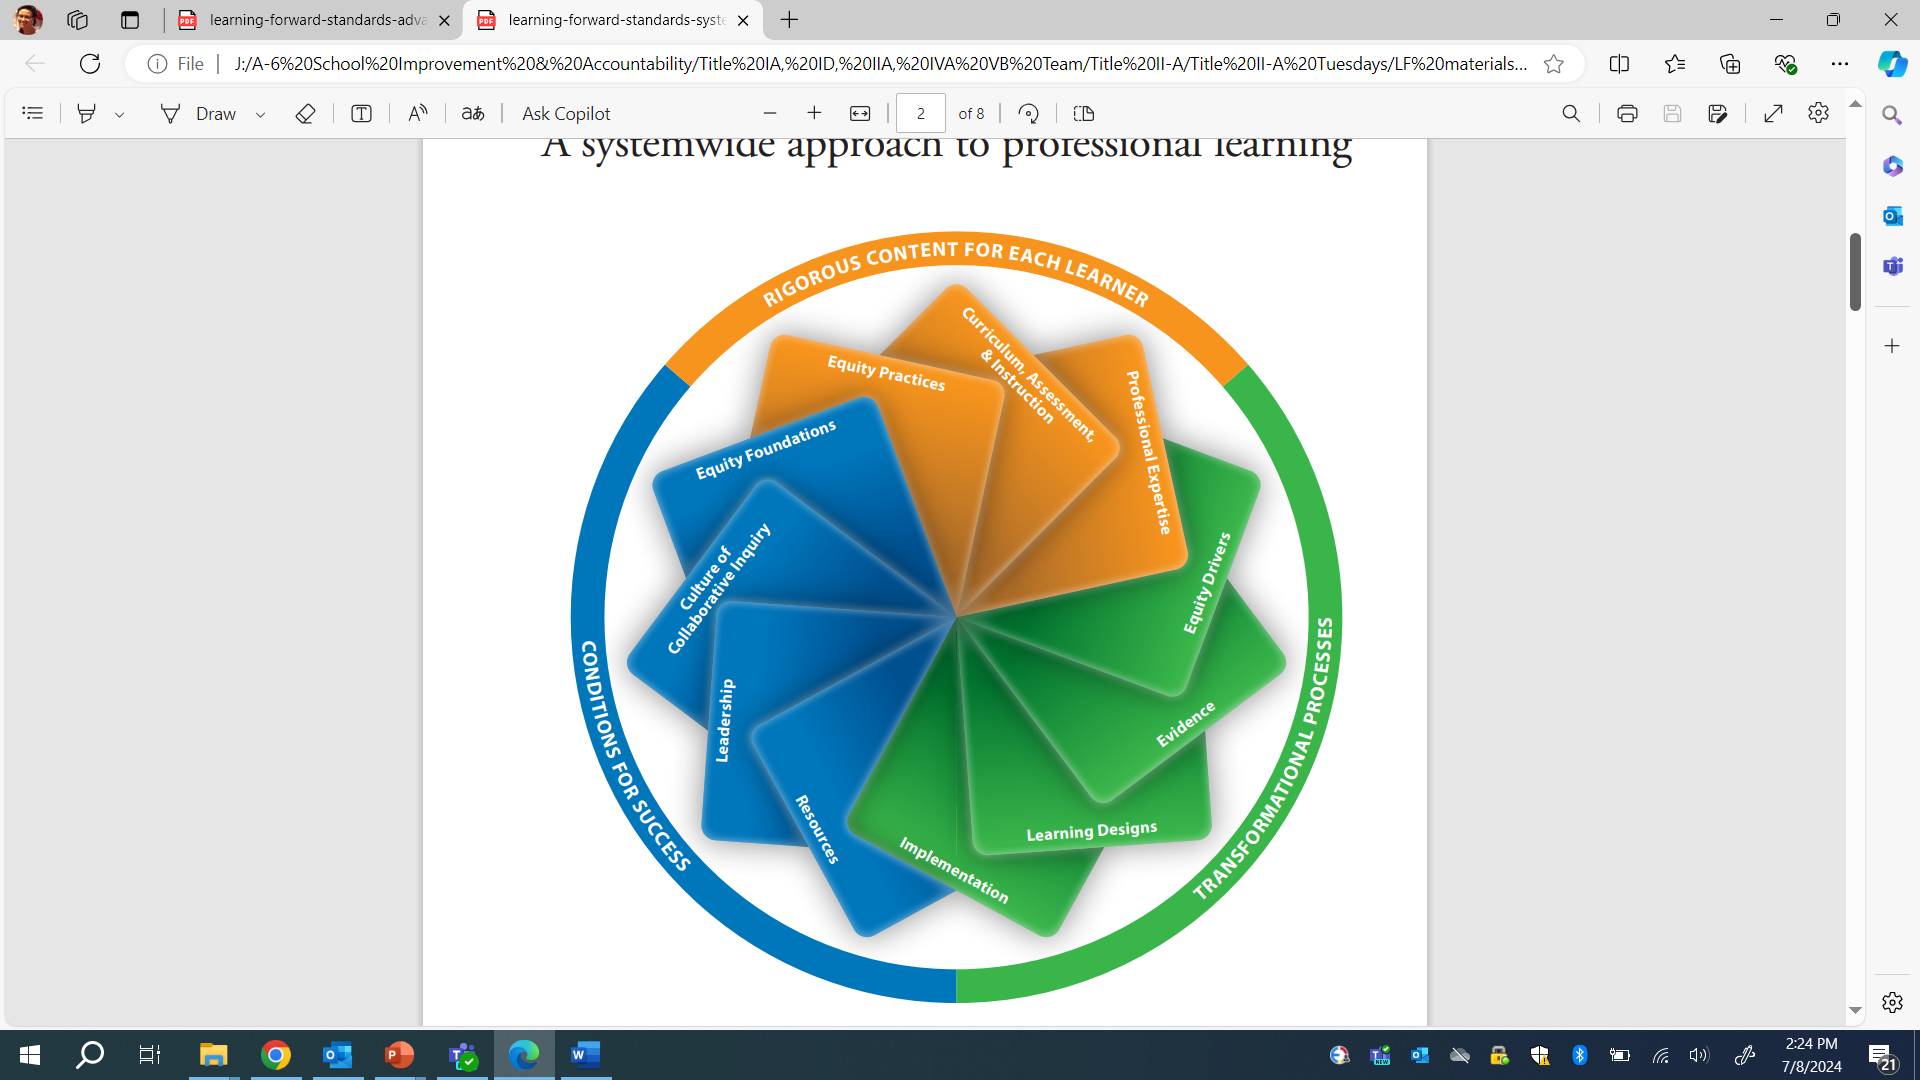 learning-forward-standards-adva
learning-forward-standards-syste
File
J:/A-6%20School%20Improvement%20&%20Accountability/Title%20IA,%20ID,%20IIA,%20IVA%20VB%20Team/Title%20II-A/Title%20II-A%20Tuesdays/LF%20materials...
Draw
Ask Copilot
2
of 8
A systemwide approach to professional learning
RIGOROUS CONTENT FOR EACH LEARNER
Curriculum, Assessment,
& Instruction
Equity Practices
Professional Expertise
Equity Foundations
Equity Drivers
Culture of
Collaborative Inquiry
Evidence
Leadership
Learning Designs
Resources
Implementation
CONDITIONS FOR SUCCESS
TRANSFORMATIONAL PROCESSES
2:24 PM
7/8/2024
21